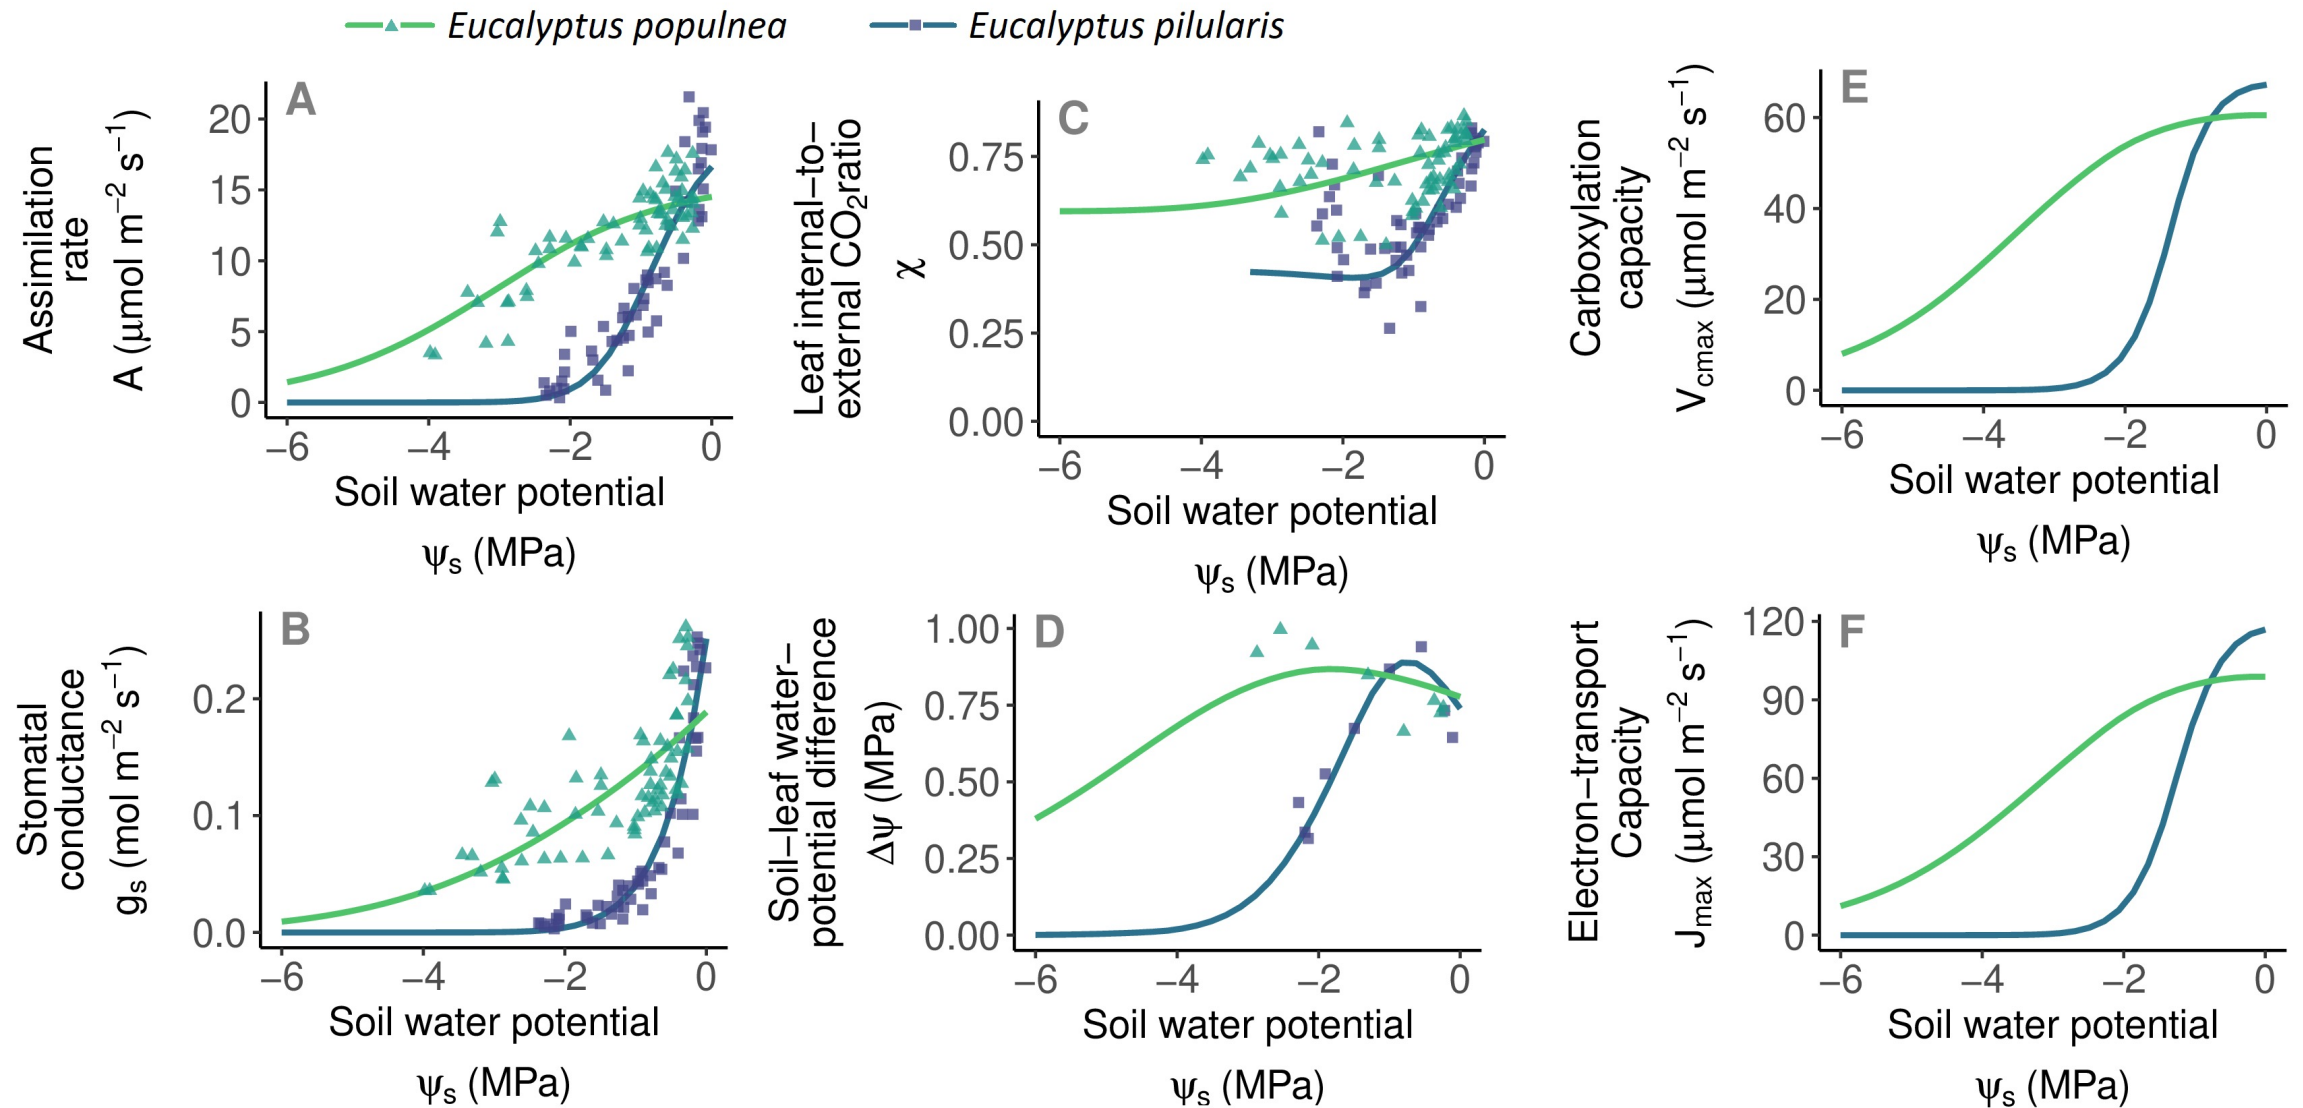 Eucalyptus populnea
Eucalyptus pilularis
A
Assimilation
rate
A (μmol m−2 s−1)
20
15
10
5
0
−6
−4
−2
0
Soil water potential
ψs (MPa)
C
Leaf internal−to−
external CO2ratio
χ
0.75
0.50
0.25
0.00
−6
−4
−2
0
Soil water potential
ψs (MPa)
E
Carboxylation
capacity
Vcmax (μmol m−2 s−1)
60
40
20
0
−6
−4
−2
0
Soil water potential
ψs (MPa)
B
Stomatal
conductance
gs (mol m−2 s−1)
0.2
0.1
0.0
−6
−4
−2
0
Soil water potential
ψs (MPa)
D
Soil−leaf water−
potential difference
Δψ (MPa)
1.00
0.75
0.50
0.25
0.00
−6
−4
−2
0
Soil water potential
ψs (MPa)
F
Electron−transport
Capacity
Jmax (μmol m−2 s−1)
120
90
60
30
0
−6
−4
−2
0
Soil water potential
ψs (MPa)